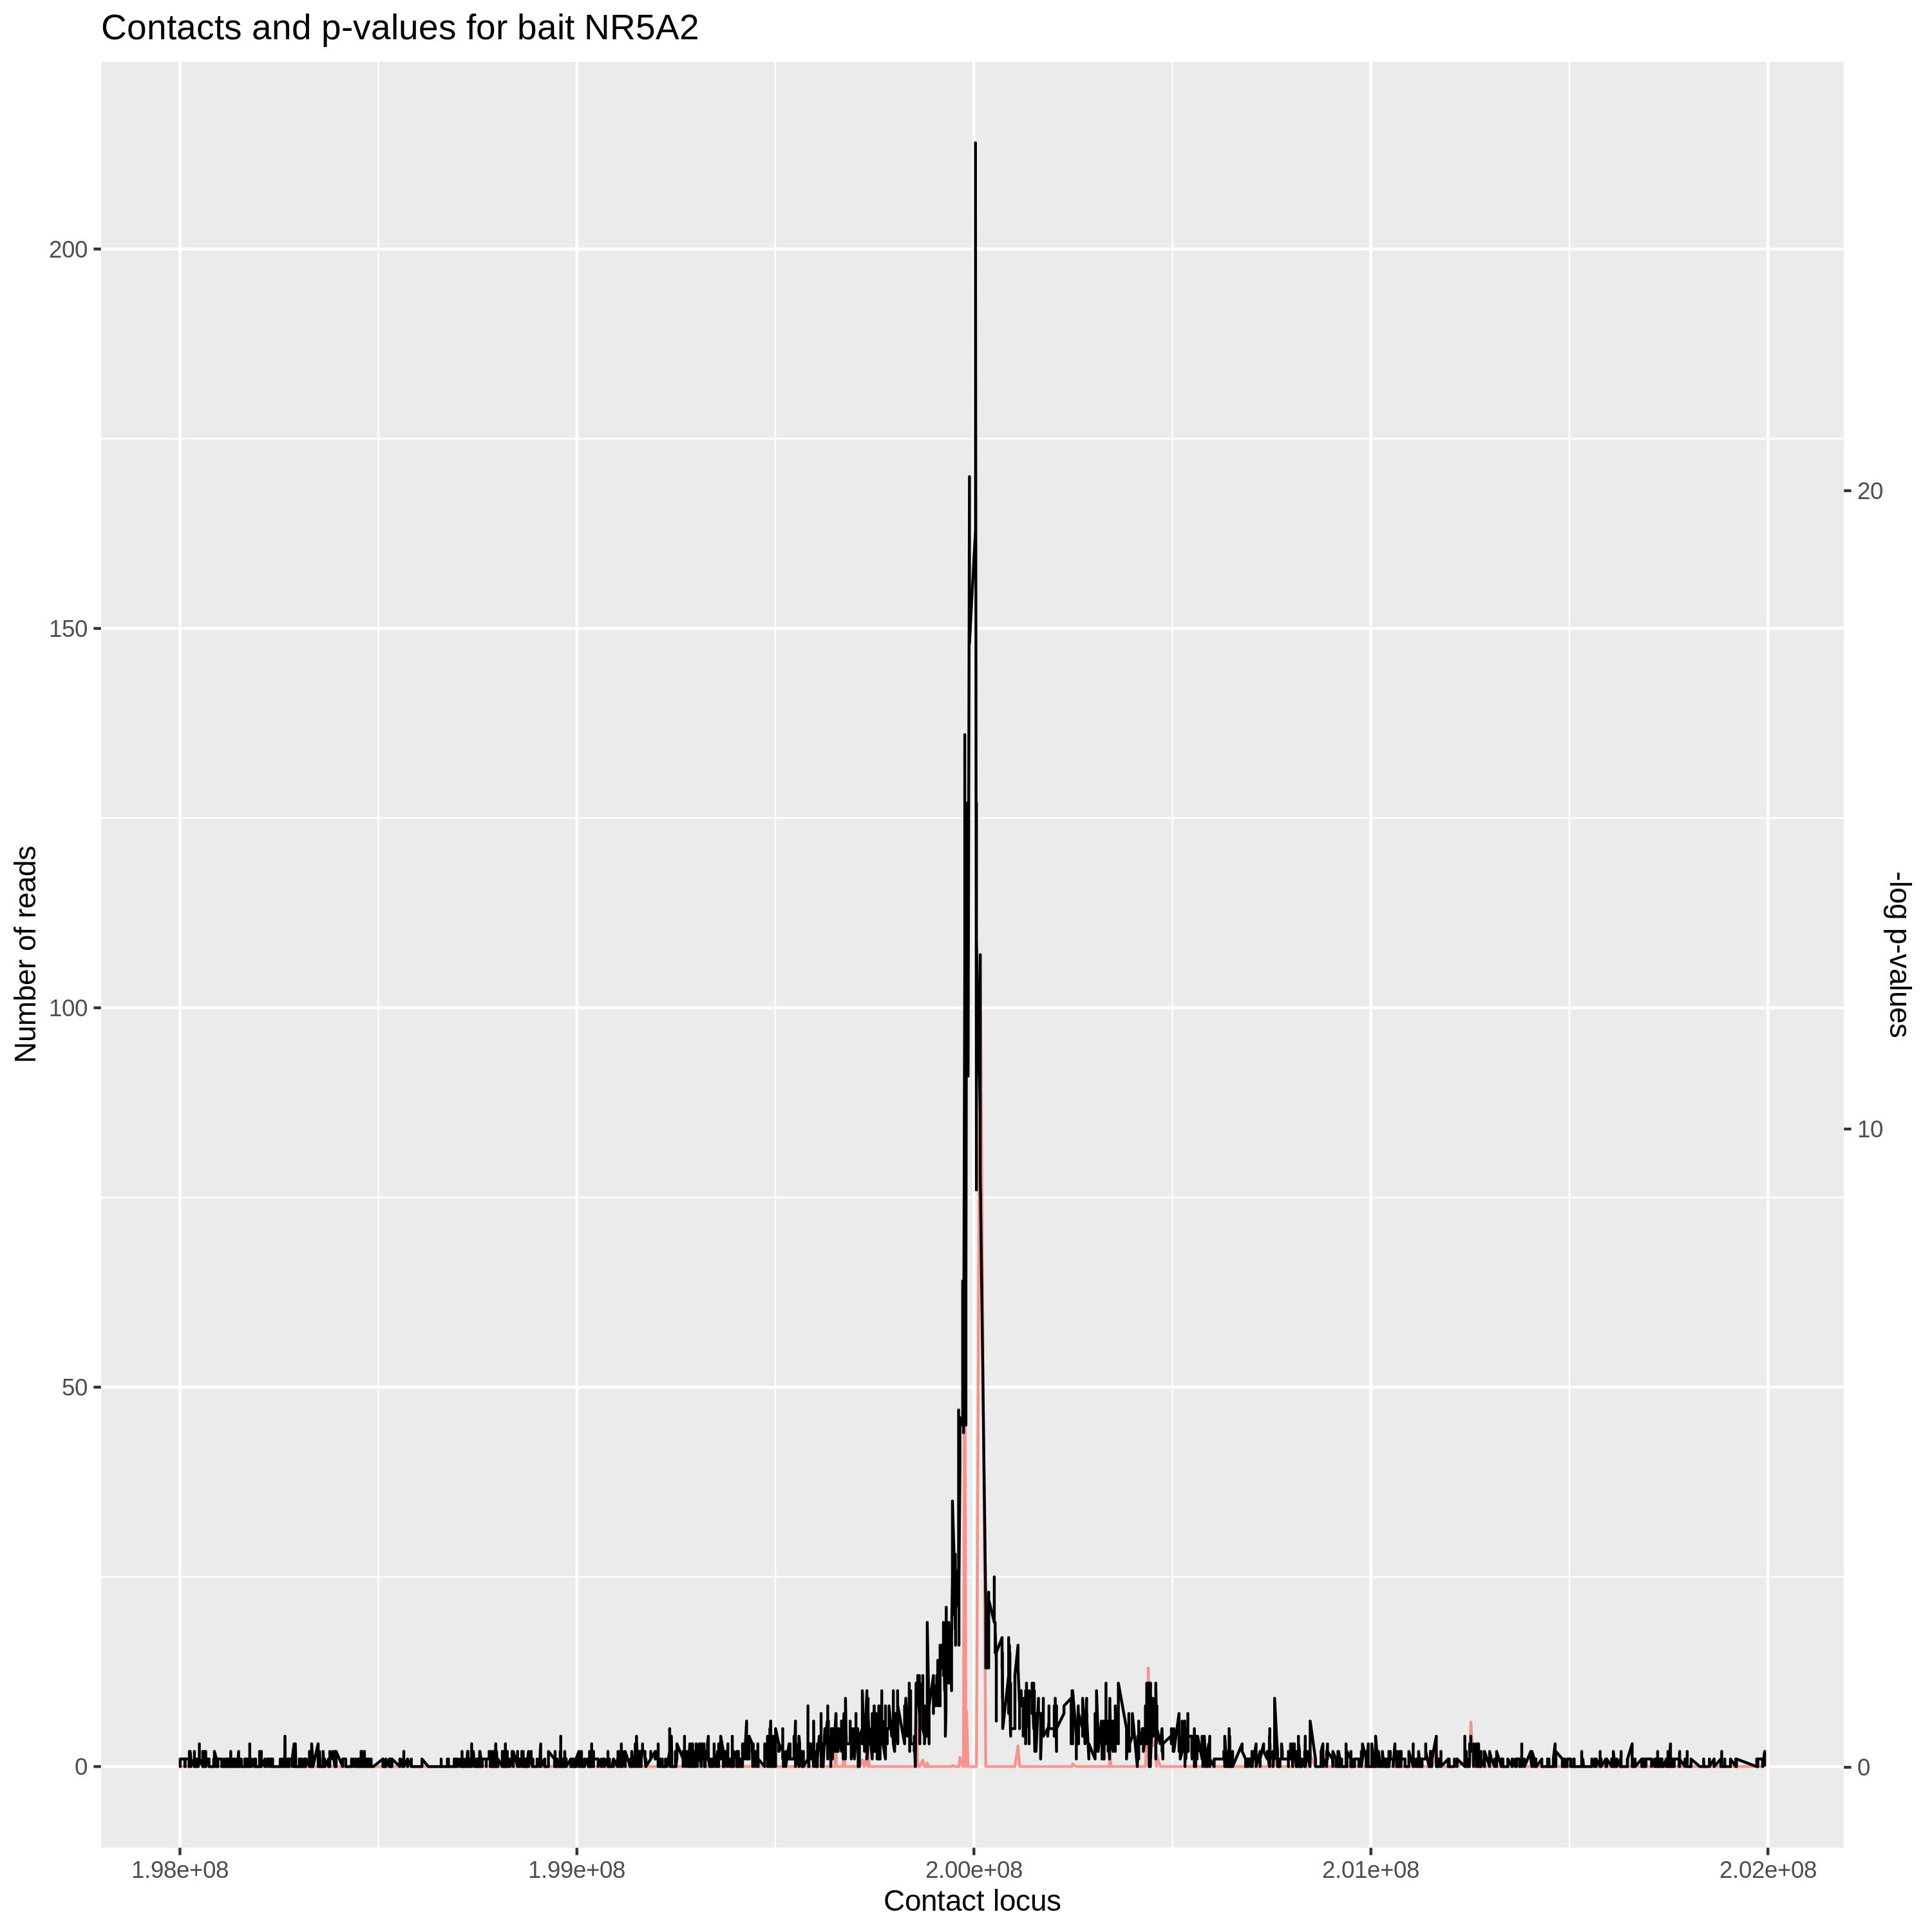 Contacts and p-values for bait NR5A2
200
150
100
50
0
Number of reads
20
10
0
-log p-values
1.98e+08 1.99e+08 2.00e+08 2.01e+08 2.02e+08
Contact locus